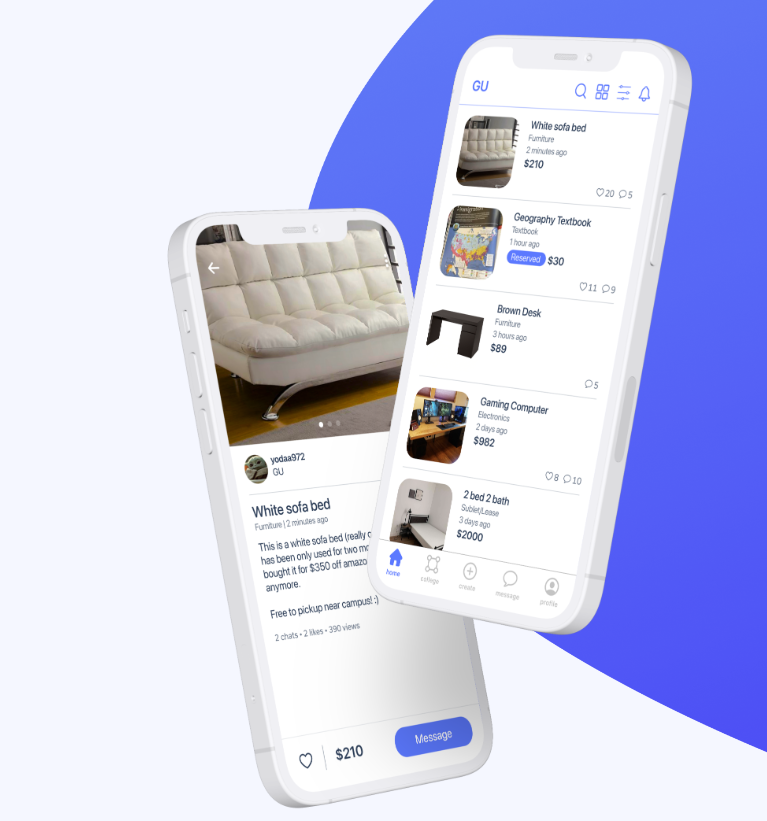 GU
White sofa bed
Furniture
2 minutes ago
$210
20 5
Geography Textbook
Textbook
1 hour ago
Reserved $30
11 9
Brown Desk
Furniture
3 hours ago
$89
5
Gaming Computer
Electronics
2 days ago
$982
8 10
2 bed 2 bath
Sublet/Lease
3 days ago
$2000
home
college
create
message
profile
yodaa972
GU
White sofa bed
Furniture | 2 minutes ago
This is a white sofa bed (really
has been only used for two
bought it for $350 off
anymore.
Free to pickup near campus! :)
2 chats • 2 likes • 390 views
$210
Message